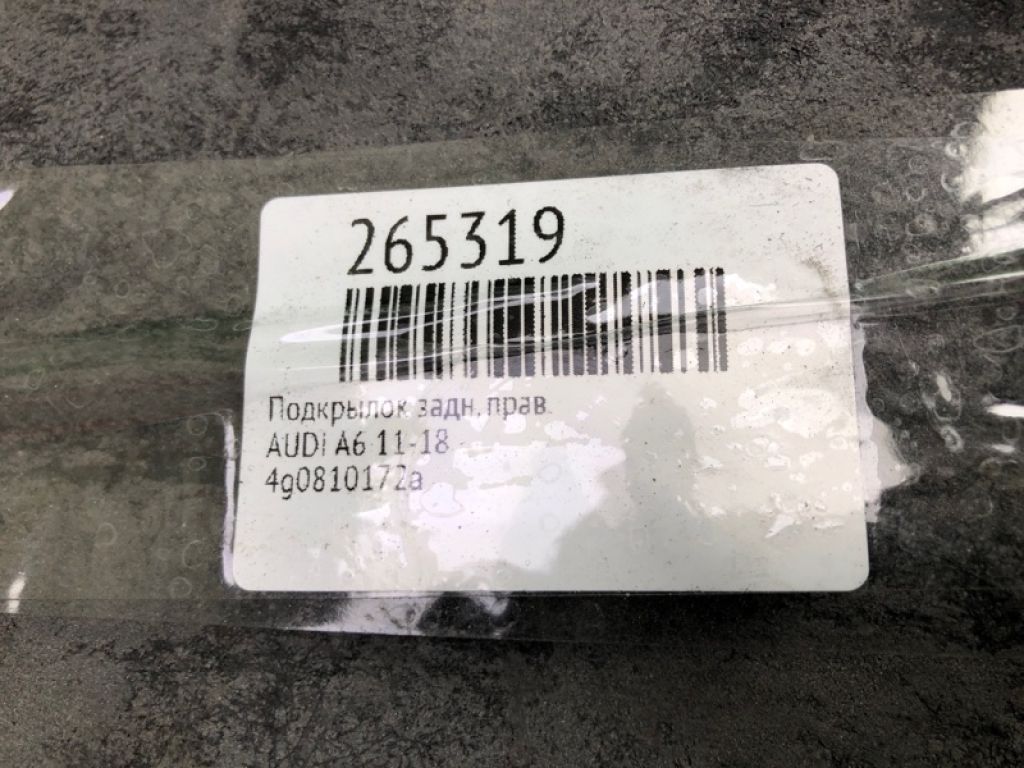 265319
Подкрылок задн. прав.
AUDI A6 11-18
4g0810172a